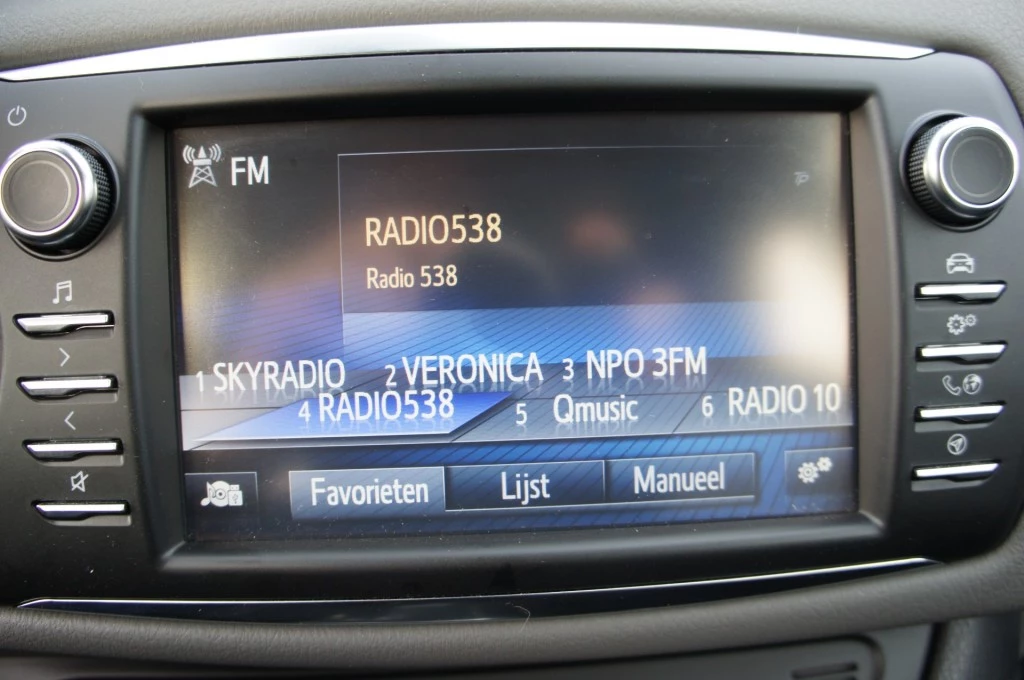 FM
TP
RADIO538
Radio 538
1 SKYRADIO 2 VERONICA 3 NPO 3FM
4 RADIO538 5 Qmusic 6 RADIO 10
Favorieten Lijst Manueel